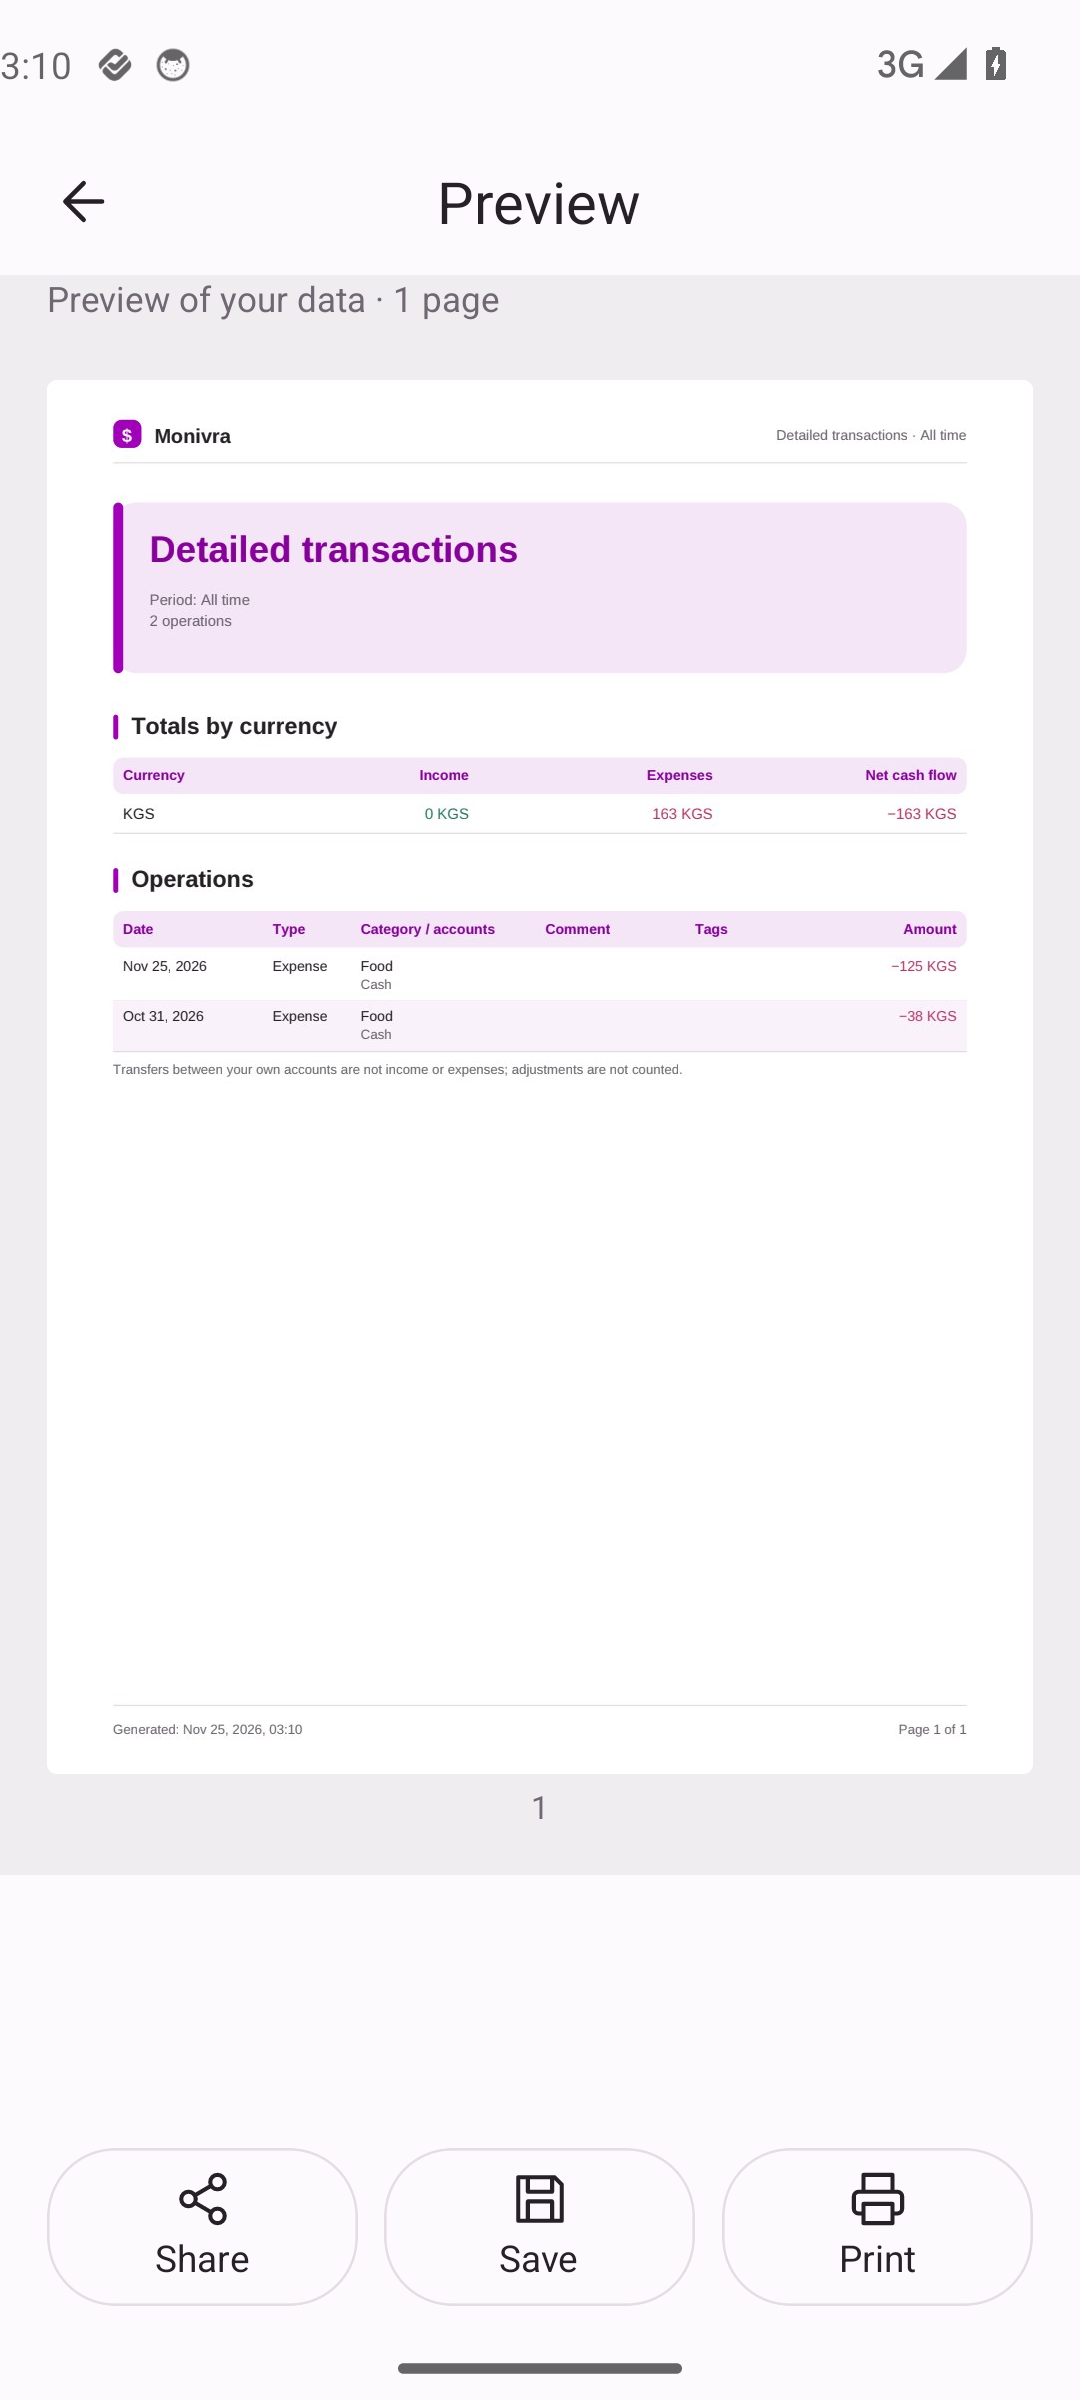 3:10 3G
Preview
Preview of your data · 1 page
$ Monivra Detailed transactions · All time
Detailed transactions
Period: All time
2 operations
Totals by currency
Currency Income Expenses Net cash flow
KGS 0 KGS 163 KGS −163 KGS
Operations
Date Type Category / accounts Comment Tags Amount
Nov 25, 2026 Expense Food −125 KGS
Cash
Oct 31, 2026 Expense Food −38 KGS
Cash
Transfers between your own accounts are not income or expenses; adjustments are not counted.
Generated: Nov 25, 2026, 03:10 Page 1 of 1
1
Share Save Print